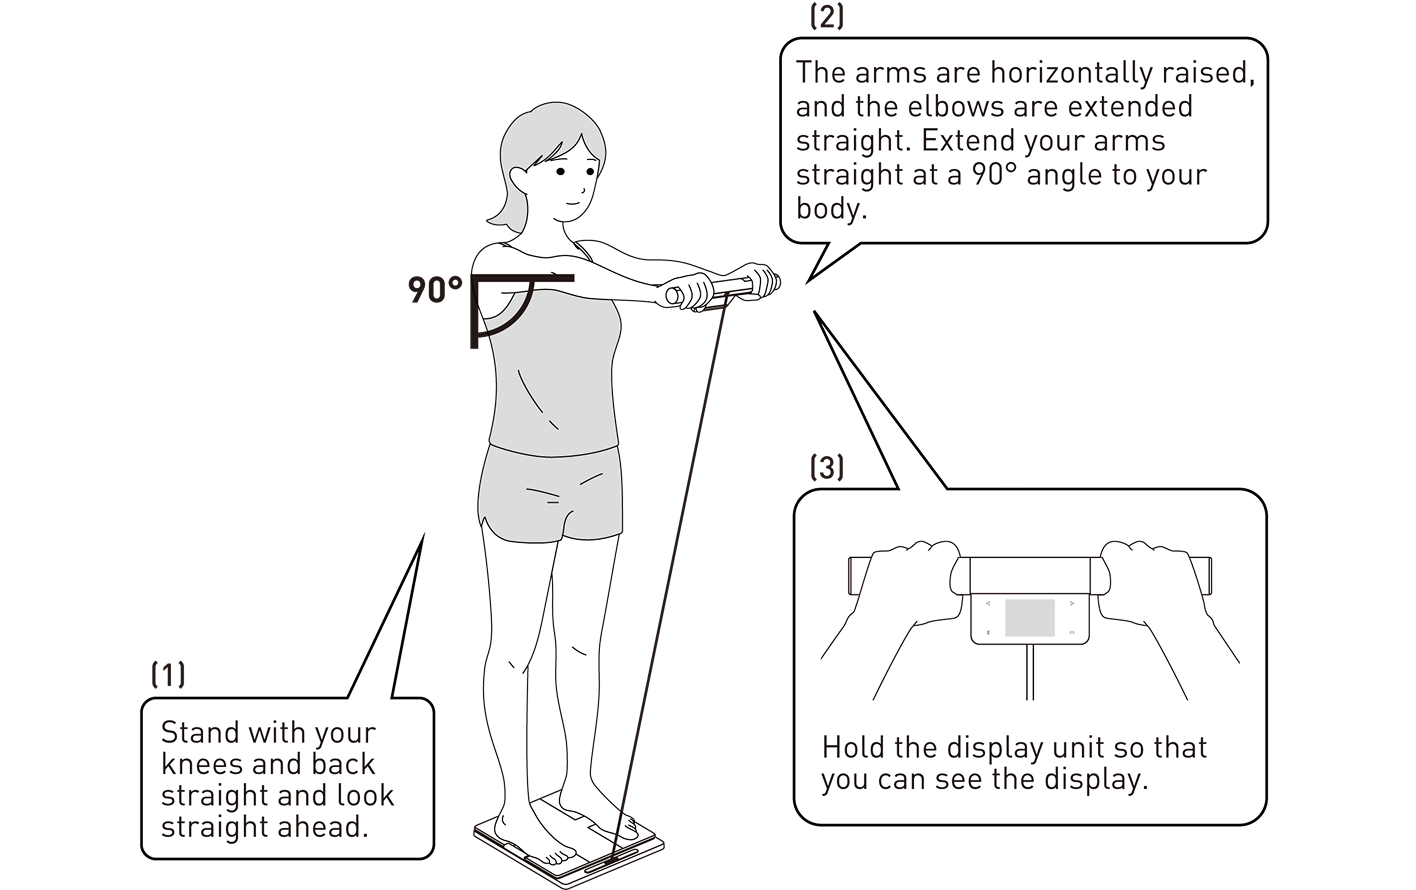 (2)
The arms are horizontally raised,
and the elbows are extended
straight. Extend your arms
straight at a 90° angle to your
body.
90°
(3)
Hold the display unit so that
you can see the display.
(1)
Stand with your
knees and back
straight and look
straight ahead.